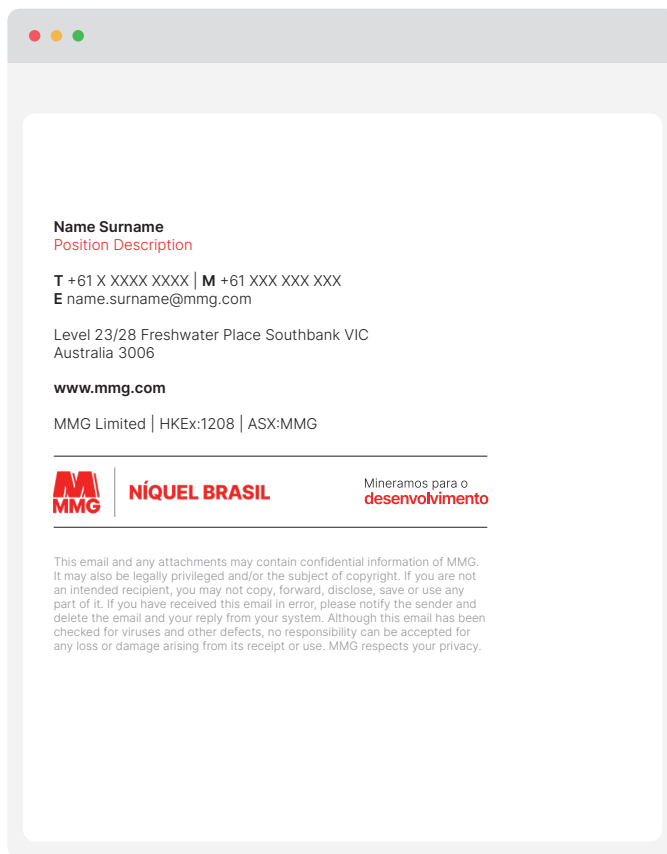 Name Surname
Position Description
T +61 X XXXX XXXX | M +61 XXX XXX XXX
E name.surname@mmg.com
Level 23/28 Freshwater Place Southbank VIC
Australia 3006
www.mmg.com
MMG Limited | HKEx:1208 | ASX:MMG
MMG
NÍQUEL BRASIL
Mineramos para o
desenvolvimento
This email and any attachments may contain confidential information of MMG.
It may also be legally privileged and/or the subject of copyright. If you are not
an intended recipient, you may not copy, forward, disclose, save or use any
part of it. If you have received this email in error, please notify the sender and
delete the email and your reply from your system. Although this email has been
checked for viruses and other defects, no responsibility can be accepted for
any loss or damage arising from its receipt or use. MMG respects your privacy.